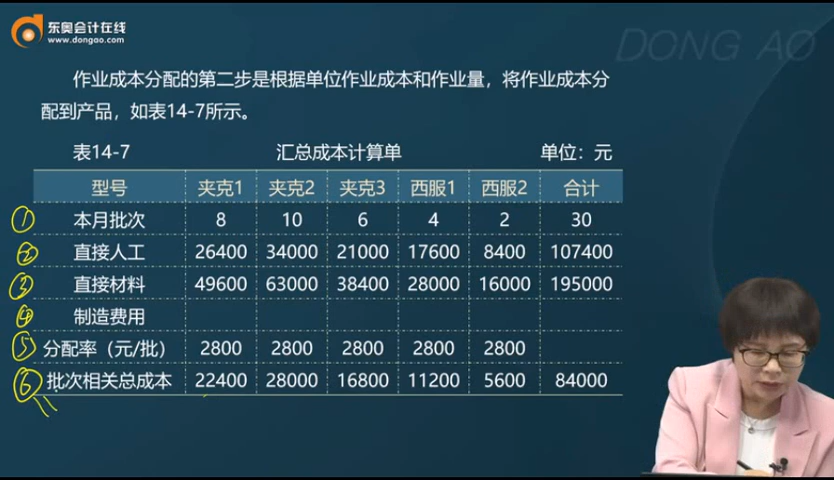 东奥会计在线
www.dongao.com
DONG AO
作业成本分配的第二步是根据单位作业成本和作业量，将作业成本分
配到产品，如表14-7所示。
表14-7 汇总成本计算单 单位：元
型号 夹克1 夹克2 夹克3 西服1 西服2 合计
① 本月批次 8 10 6 4 2 30
② 直接人工 26400 34000 21000 17600 8400 107400
③ 直接材料 49600 63000 38400 28000 16000 195000
④ 制造费用
⑤ 分配率（元/批） 2800 2800 2800 2800 2800
⑥ 批次相关总成本 22400 28000 16800 11200 5600 84000